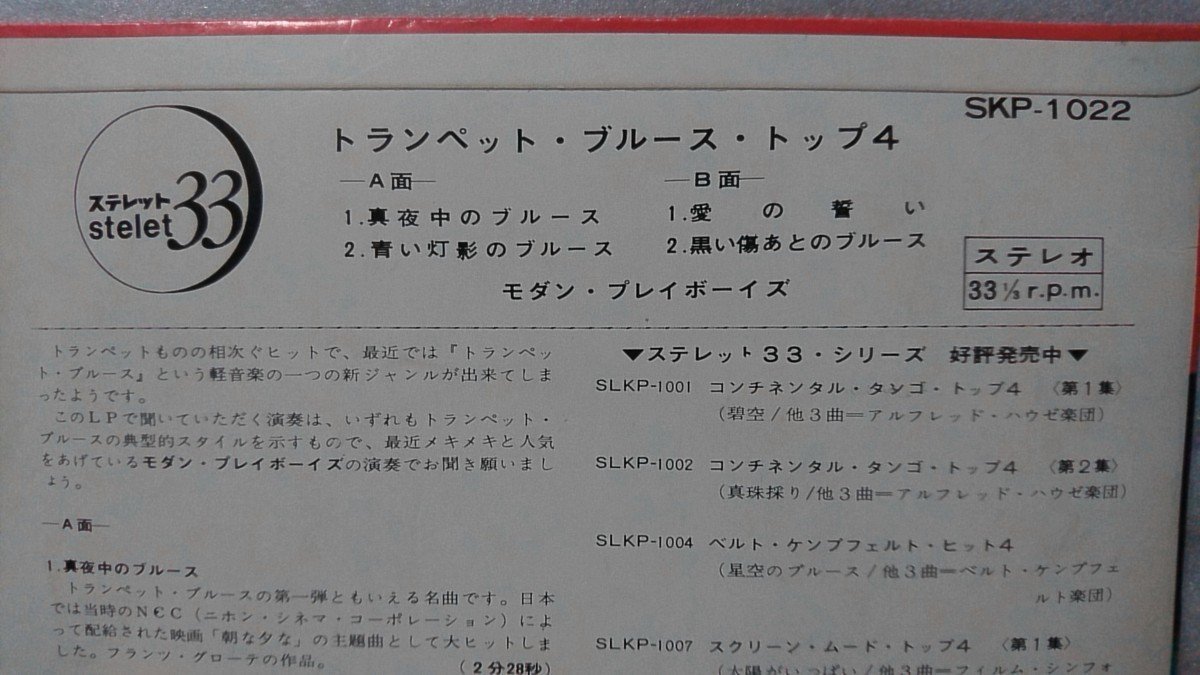 SKP-1022
ステレット
stelet
33
トランペット・ブルース・トップ4
―A面―
1.真夜中のブルース
2.青い灯影のブルース
―B面―
1.愛の誓い
2.黒い傷あとのブルース
モダン・プレイボーイズ
ステレオ
33⅓r.p.m.
トランペットものの相次ぐヒットで、最近では『トランペッ
ト・ブルース』という軽音楽の一つの新ジャンルが出来てしま
ったようです。
このLPで聞いていただく演奏は、いずれもトランペット・
ブルースの典型的スタイルを示すもので、最近メキメキと人気
をあげているモダン・プレイボーイズの演奏でお聞き願いまし
ょう。
―A面―
1.真夜中のブルース
トランペット・ブルースの第一弾ともいえる名曲です。日本
では当時のNCC（ニホン・シネマ・コーポレーション）によ
って配給された映画「朝な夕な」の主題曲として大ヒットしま
した。フランツ・グローテの作品。
（2分28秒）
▼ステレット33・シリーズ 好評発売中▼
SLKP-1001 コンチネンタル・タンゴ・トップ4 〈第1集〉
（碧空/他3曲＝アルフレッド・ハウゼ楽団）
SLKP-1002 コンチネンタル・タンゴ・トップ4 〈第2集〉
（真珠採り/他3曲＝アルフレッド・ハウゼ楽団）
SLKP-1004 ベルト・ケンプフェルト・ヒット4
（星空のブルース/他3曲＝ベルト・ケンプフェ
ルト楽団）
SLKP-1007 スクリーン・ムード・トップ4 〈第1集〉
（太陽がいっぱい/他3曲＝フィルム・シンフォ